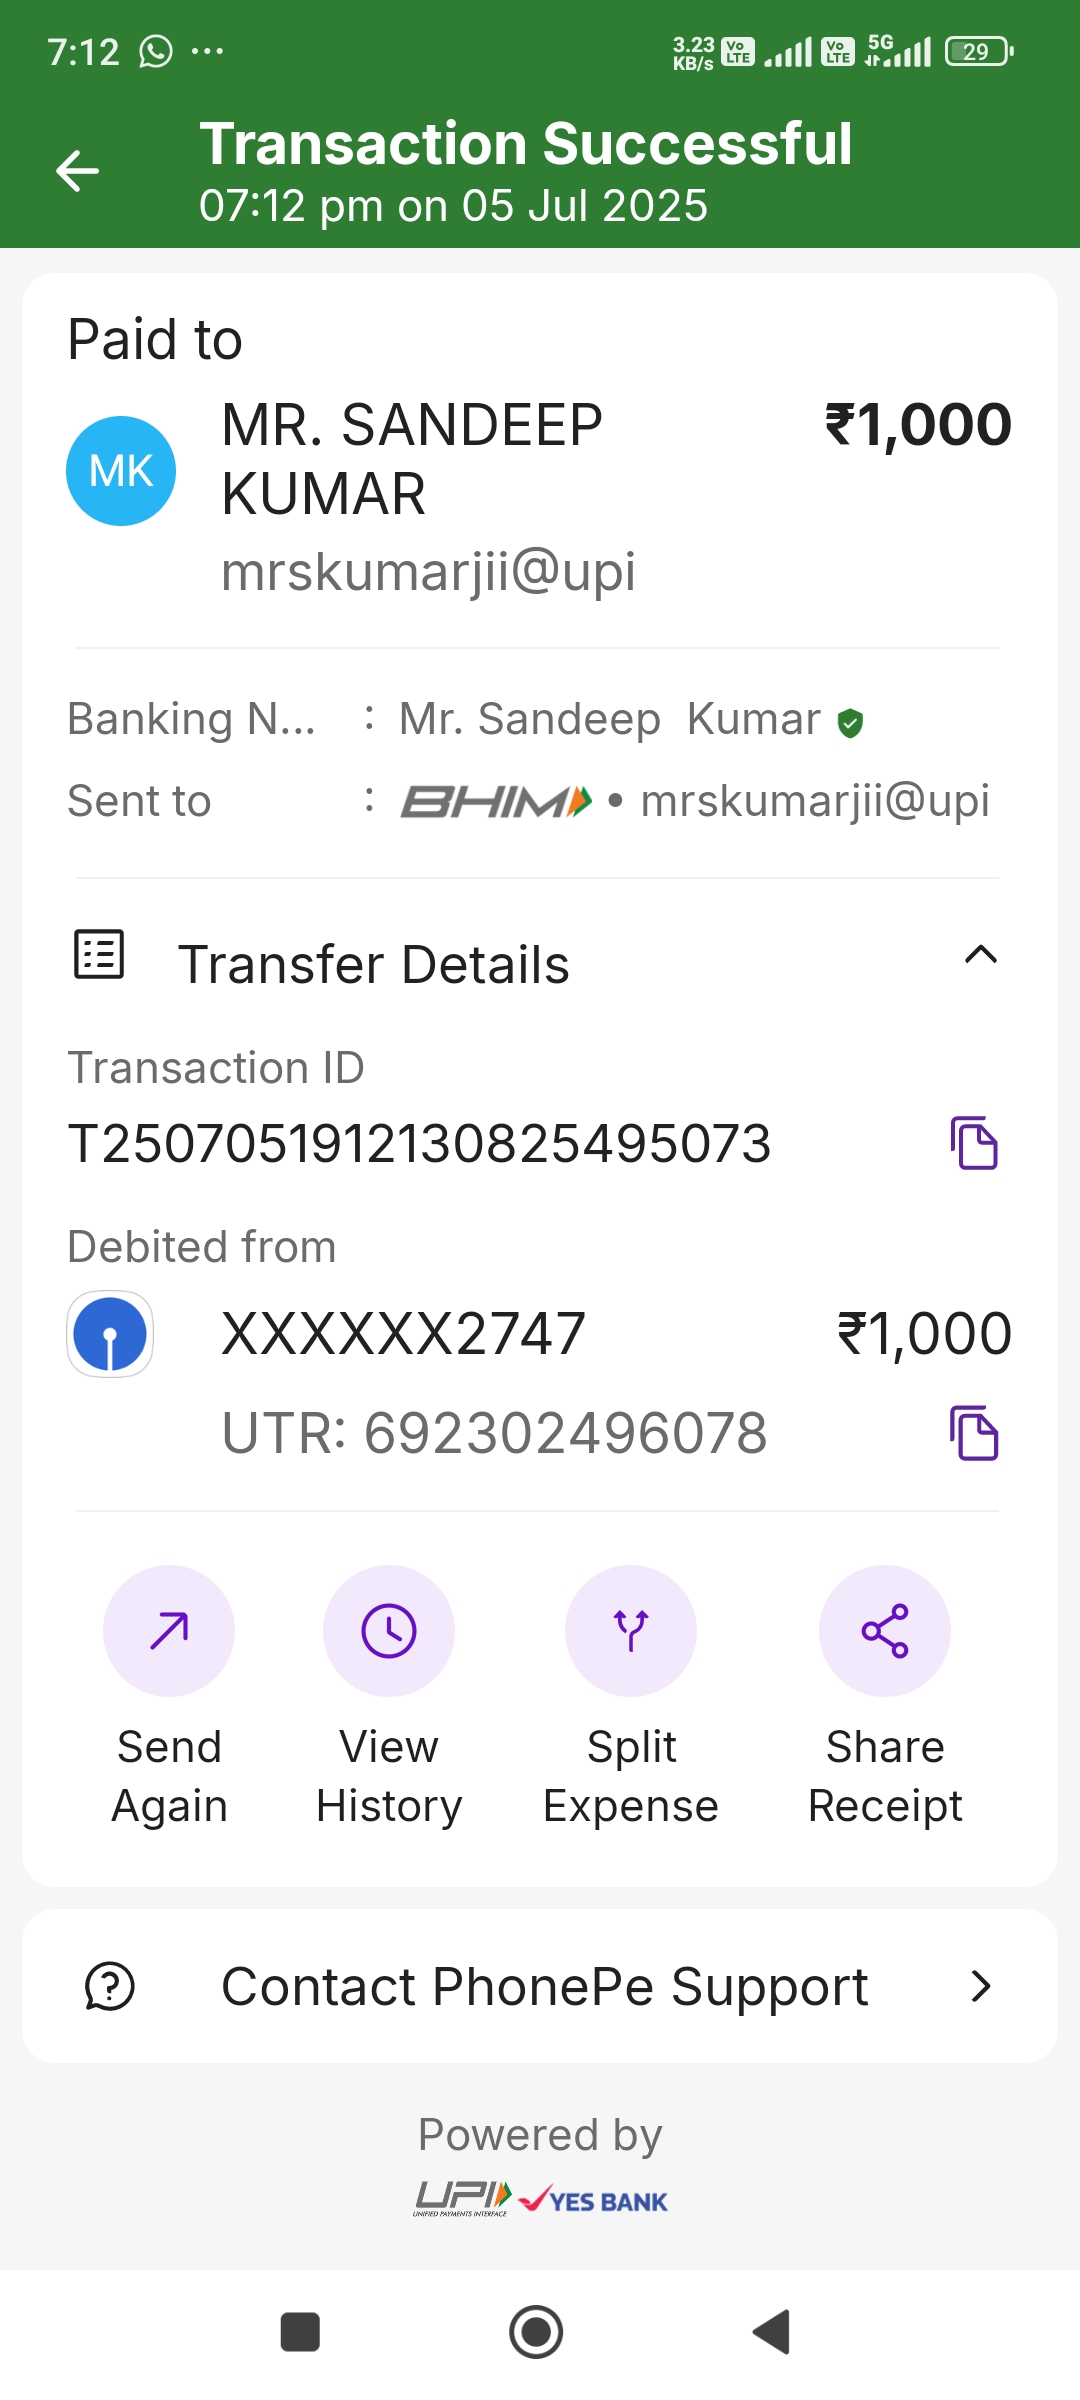 7:12
3.23 KB/s
Vo LTE
Vo LTE
5G
29
Transaction Successful
07:12 pm on 05 Jul 2025
Paid to
MK
MR. SANDEEP KUMAR
₹1,000
mrskumarjii@upi
Banking N... : Mr. Sandeep Kumar
Sent to : BHIM • mrskumarjii@upi
Transfer Details
Transaction ID
T2507051912130825495073
Debited from
XXXXXX2747 ₹1,000
UTR: 692302496078
Send Again
View History
Split Expense
Share Receipt
Contact PhonePe Support
Powered by
UPI YES BANK
UNIFIED PAYMENTS INTERFACE